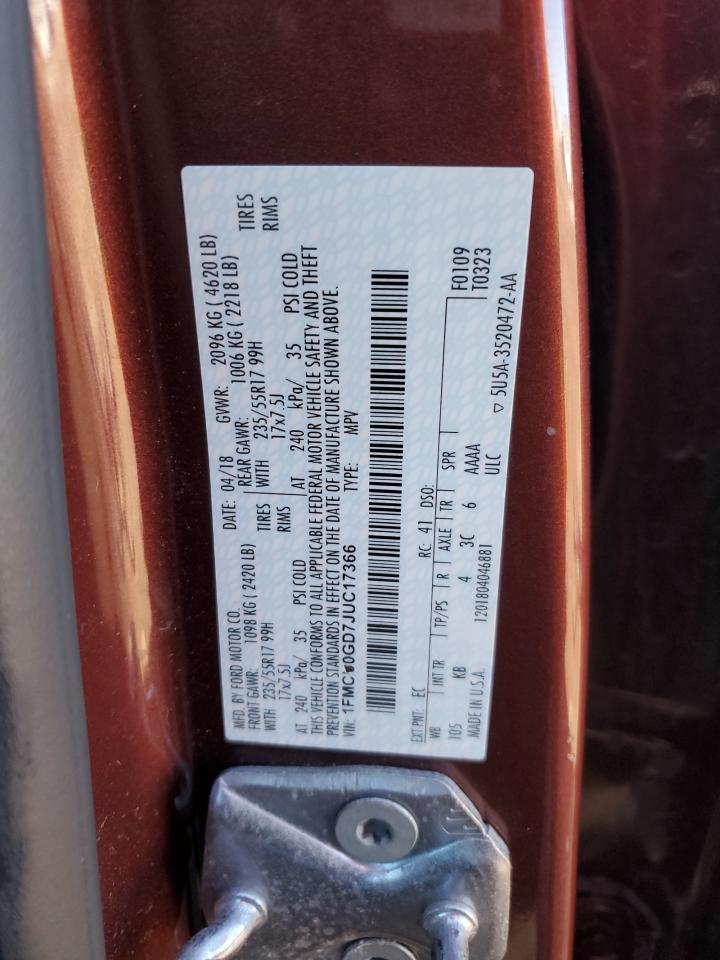 MFD. BY FORD MOTOR CO.
DATE: 04/18 GVWR: 2096 KG ( 4620 LB)
FRONT GAWR: 1098 KG ( 2420 LB)
REAR GAWR: 1006 KG ( 2218 LB)
WITH 235/55R17 99H TIRES
WITH 235/55R17 99H TIRES
17x7.5J RIMS
17x7.5J RIMS
AT 240 kPa/ 35 PSI COLD
AT 240 kPa/ 35 PSI COLD
THIS VEHICLE CONFORMS TO ALL APPLICABLE FEDERAL MOTOR VEHICLE SAFETY AND THEFT
PREVENTION STANDARDS IN EFFECT ON THE DATE OF MANUFACTURE SHOWN ABOVE.
VIN: 1FMCU0GD7JUC17366 TYPE: MPV
EXT PNT: EC RC: 41 DSO:
F0109
WB INT TR TP/PS R AXLE TR SPR
T0323
105 KB 4 3C 6 AAAA
MADE IN U.S.A. 1201804046881 ULC
▽ 5U5A-3520472-AA